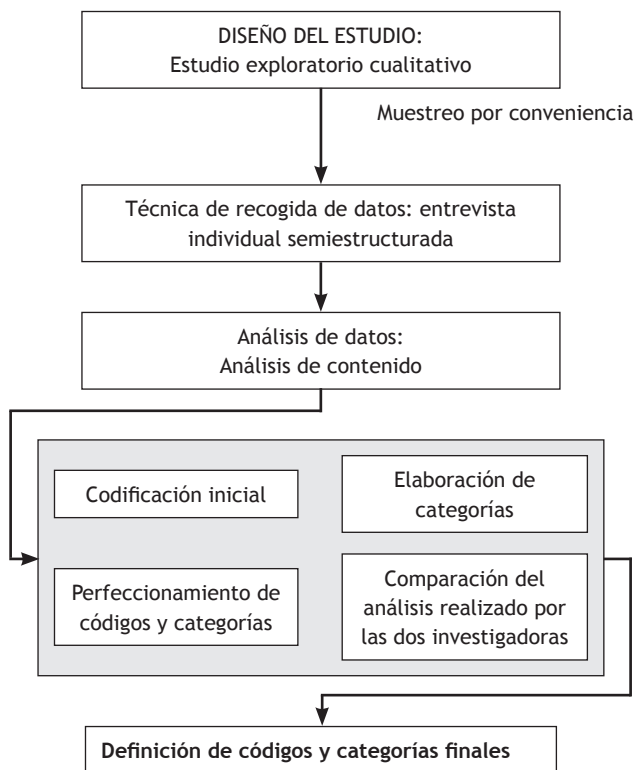 DISEÑO DEL ESTUDIO:
Estudio exploratorio cualitativo
Muestreo por conveniencia
Técnica de recogida de datos: entrevista
individual semiestructurada
Análisis de datos:
Análisis de contenido
Codificación inicial
Elaboración de
categorías
Perfeccionamiento de
códigos y categorías
Comparación del
análisis realizado por
las dos investigadoras
Definición de códigos y categorías finales